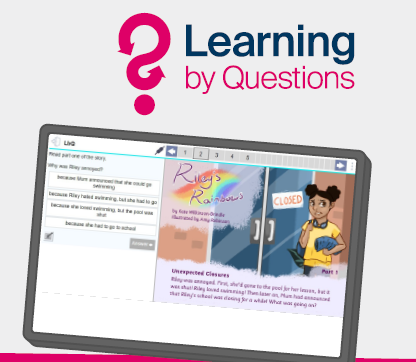 Learning
by Questions
LbQ
1 2 3 4 5
Read part one of the story.
Why was Riley annoyed?
because Mum announced that she could go
swimming
because Riley hated swimming, but she had to go
because she loved swimming, but the pool was
shut
because she had to go to school
Answer
Riley's
Rainbows
CLOSED
by Kate Wilkinson
Illustrated by Amy
Part 1
Unexpected Closures
Riley was annoyed. First, she'd gone to the pool for her lesson, but it
was shut! Riley loved swimming! Then later on, Mum had announced
that Riley's school was closing for a while! What was going on?